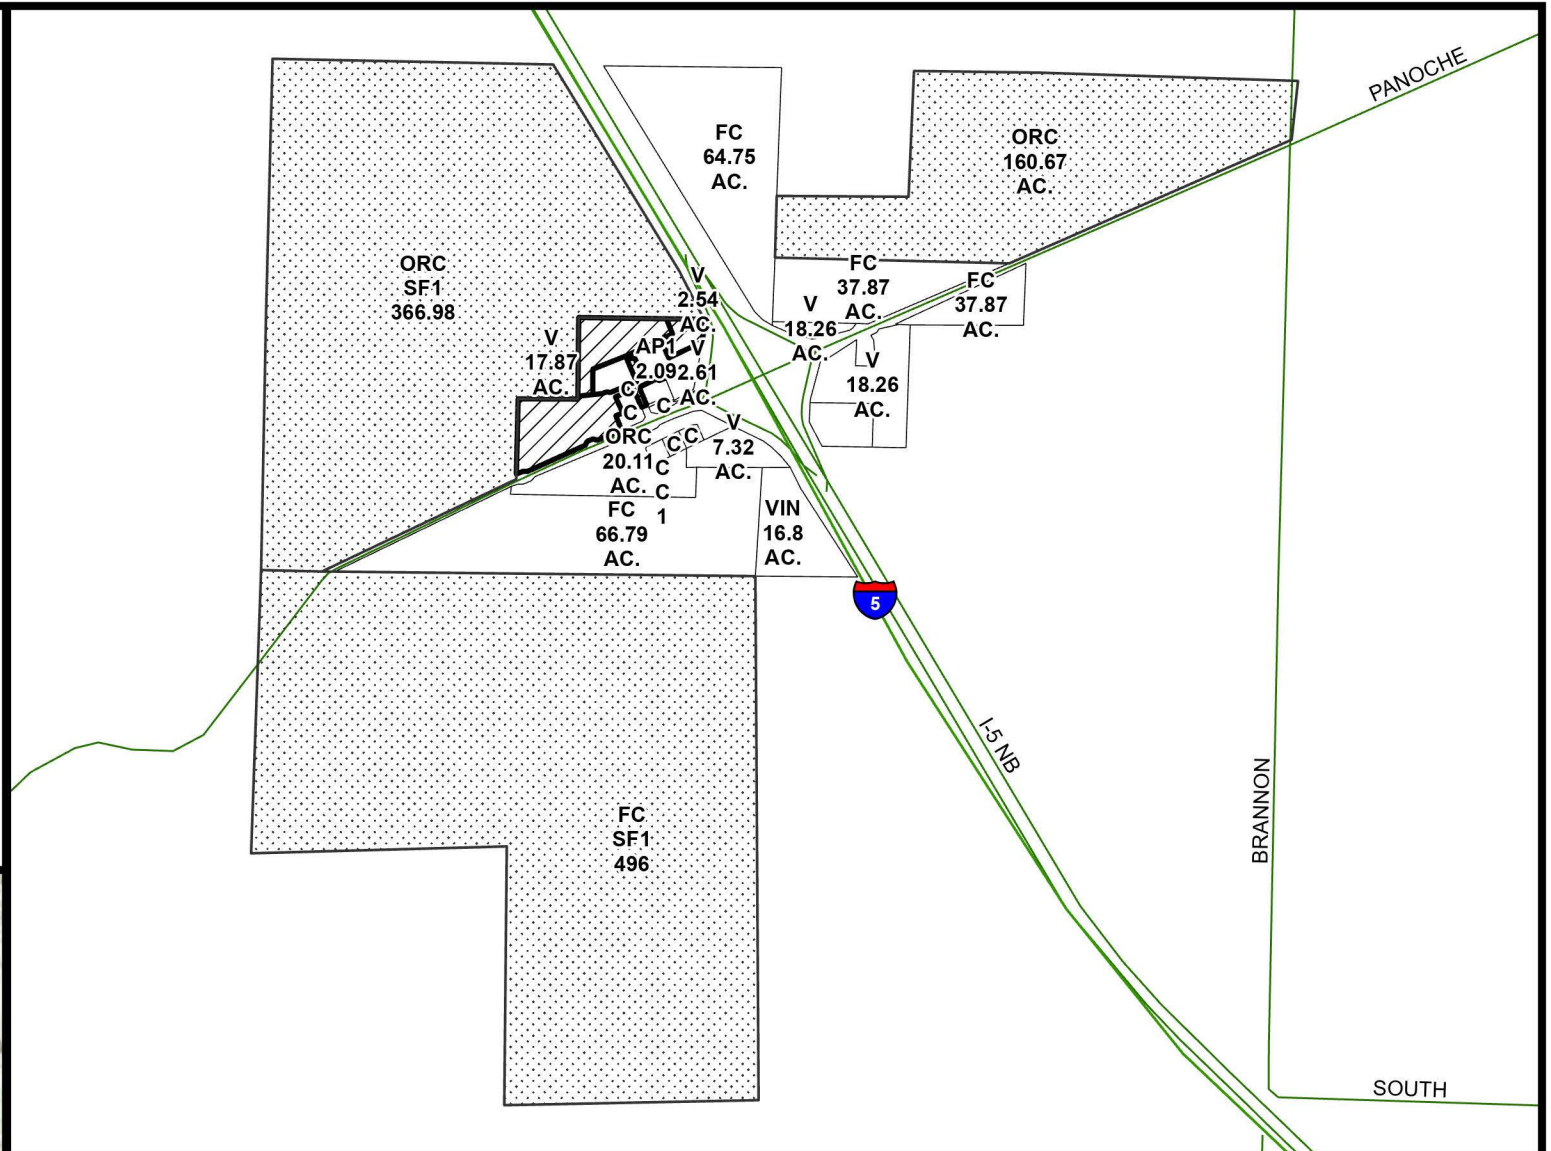 PANOCHE
FC
64.75
AC.
ORC
160.67
AC.
ORC
SF1
366.98
V
2.54
AC.
FC
37.87
AC.
FC
37.87
AC.
V
18.26
AC.
V
17.87
AC.
AP1
2.09
V
2.61
AC.
V
18.26
AC.
C
C
C
ORC
20.11
AC.
C
C
C
C
1
V
7.32
AC.
FC
66.79
AC.
VIN
16.8
AC.
5
I-5 NB
BRANNON
FC
SF1
496
SOUTH